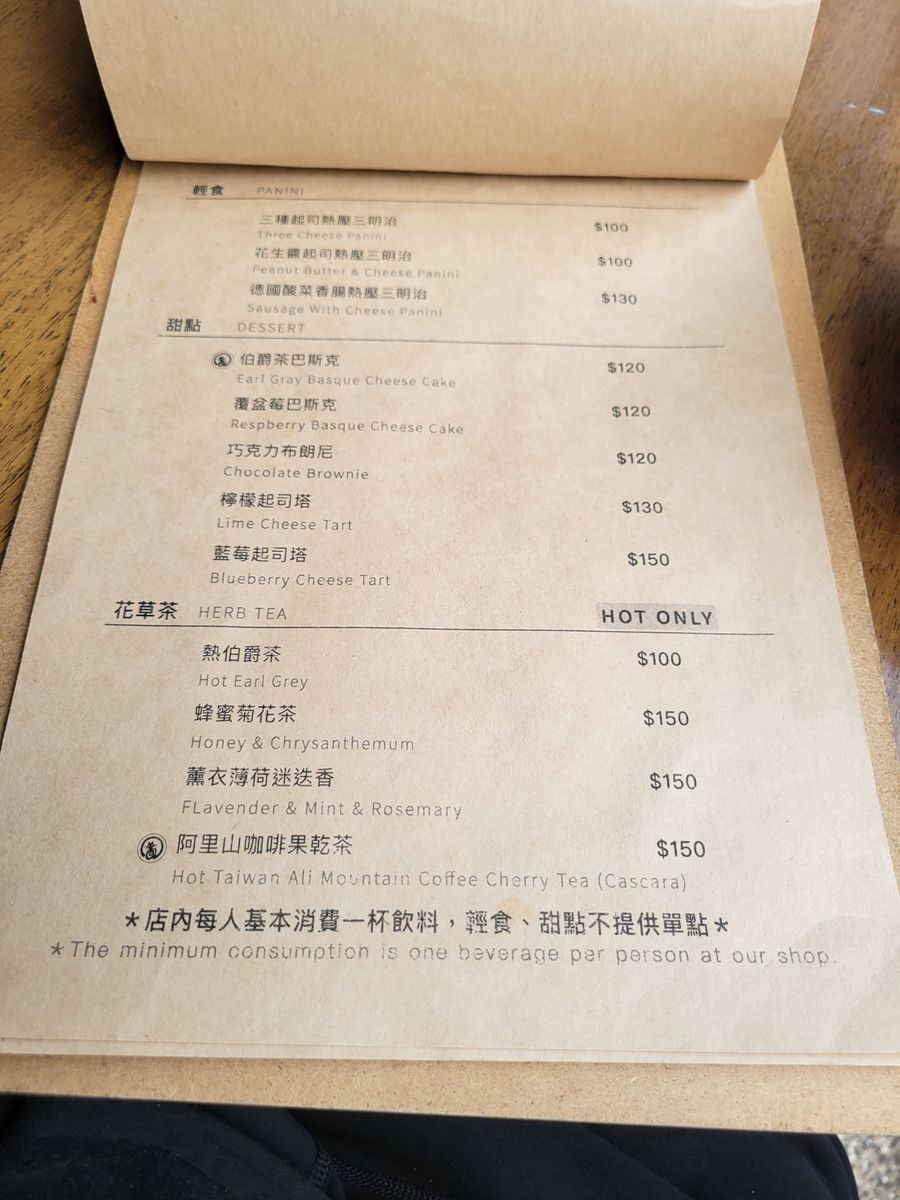 輕食 PANINI
三種起司熱壓三明治 $100
Three Cheese Panini
花生醬起司熱壓三明治 $100
Peanut Butter & Cheese Panini
德國酸菜香腸熱壓三明治 $130
Sausage With Cheese Panini
甜點 DESSERT
伯爵茶巴斯克 $120
Earl Gray Basque Cheese Cake
覆盆莓巴斯克 $120
Respberry Basque Cheese Cake
巧克力布朗尼 $120
Chocolate Brownie
檸檬起司塔 $130
Lime Cheese Tart
藍莓起司塔 $150
Blueberry Cheese Tart
花草茶 HERB TEA HOT ONLY
熱伯爵茶 $100
Hot Earl Grey
蜂蜜菊花茶 $150
Honey & Chrysanthemum
薰衣薄荷迷迭香 $150
FLavender & Mint & Rosemary
阿里山咖啡果乾茶 $150
Hot Taiwan Ali Mountain Coffee Cherry Tea (Cascara)
*店內每人基本消費一杯飲料，輕食、甜點不提供單點*
*The minimum consumption is one beverage per person at our shop.